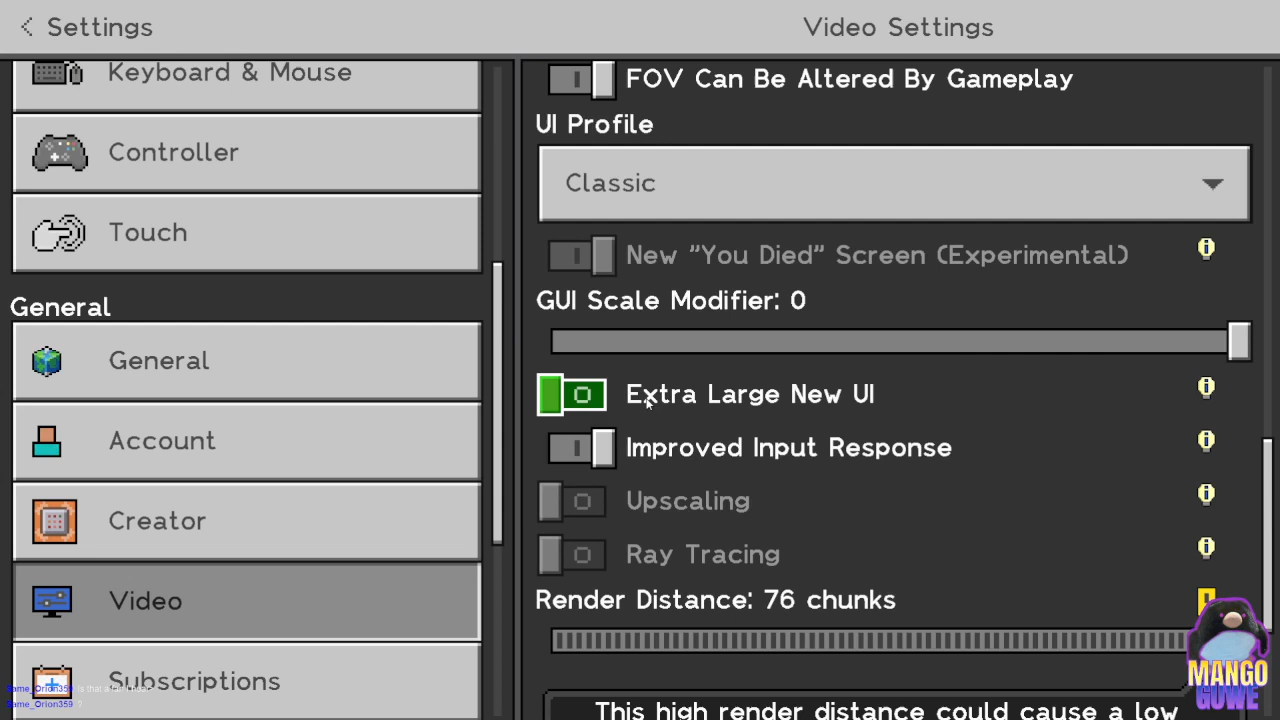 Settings
Video Settings
Keyboard & Mouse
Controller
Touch
General
General
Account
Creator
Video
Subscriptions
FOV Can Be Altered By Gameplay
UI Profile
Classic
New "You Died" Screen (Experimental)
GUI Scale Modifier: 0
Extra Large New UI
Improved Input Response
Upscaling
Ray Tracing
Render Distance: 76 chunks
This high render distance could cause a low
MANGO
GUWE
Same_Orion359
Same_Orion359